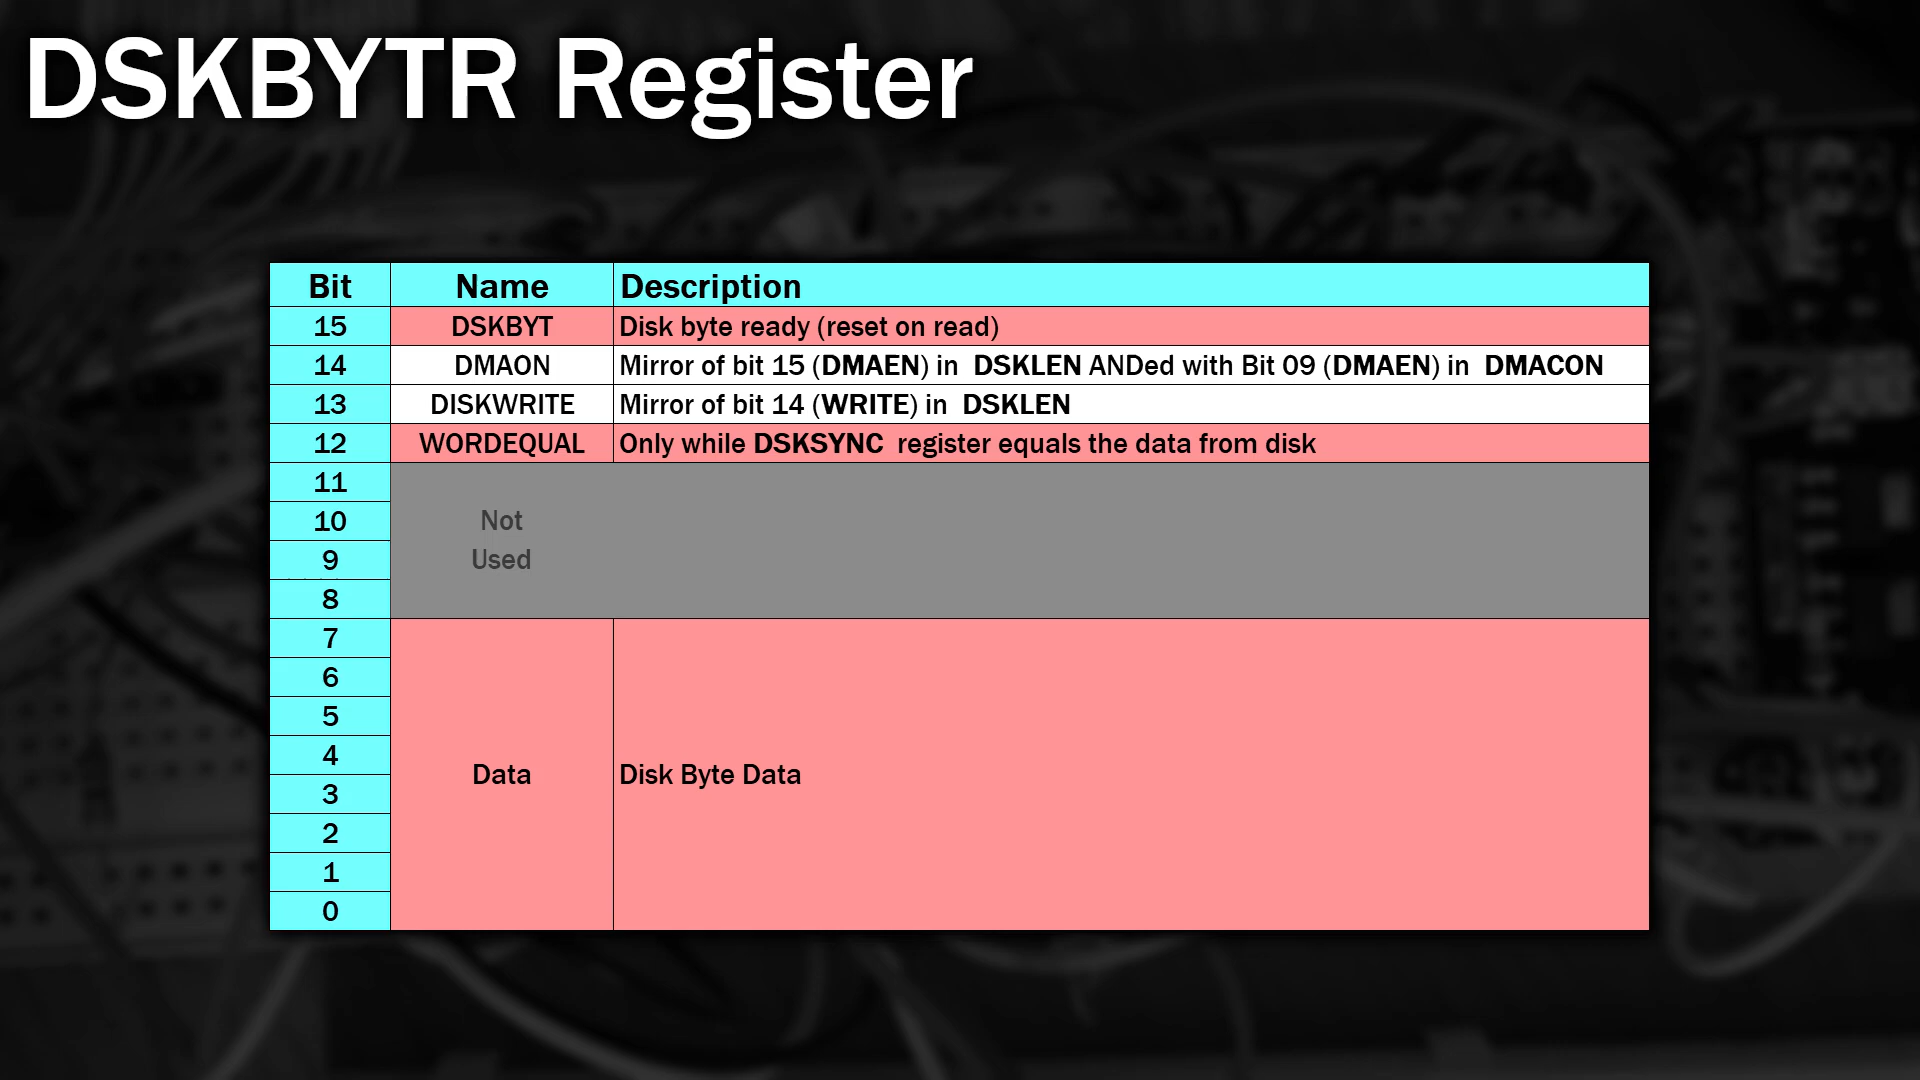 DSKBYTR Register
Bit Name Description
15 DSKBYT Disk byte ready (reset on read)
14 DMAON Mirror of bit 15 (DMAEN) in DSKLEN ANDed with Bit 09 (DMAEN) in DMACON
13 DISKWRITE Mirror of bit 14 (WRITE) in DSKLEN
12 WORDEQUAL Only while DSKSYNC register equals the data from disk
11
10 Not
9 Used
8
7
6
5
4
Data Disk Byte Data
3
2
1
0